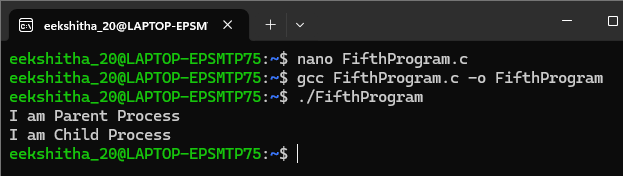 eekshitha_20@LAPTOP-EPSMTP75
eekshitha_20@LAPTOP-EPSMTP75:~$ nano FifthProgram.c
eekshitha_20@LAPTOP-EPSMTP75:~$ gcc FifthProgram.c -o FifthProgram
eekshitha_20@LAPTOP-EPSMTP75:~$ ./FifthProgram
I am Parent Process
I am Child Process
eekshitha_20@LAPTOP-EPSMTP75:~$